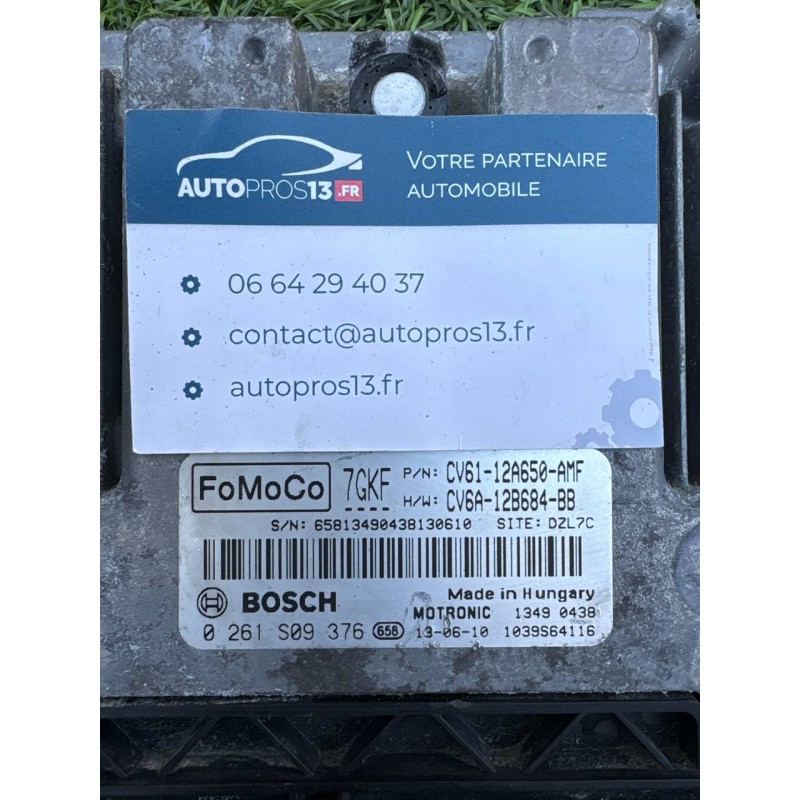 AUTOPROS13.FR
VOTRE PARTENAIRE
AUTOMOBILE
06 64 29 40 37
contact@autopros13.fr
autopros13.fr
FoMoCo
7GKF
P/N: CV61-12A650-AMF
H/W: CV6A-12B684-BB
S/N: 65813490438130610 SITE: DZL7C
BOSCH
Made in Hungary
MOTRONIC 1349 0438
0 261 S09 376 658 13-06-10 1039S64116